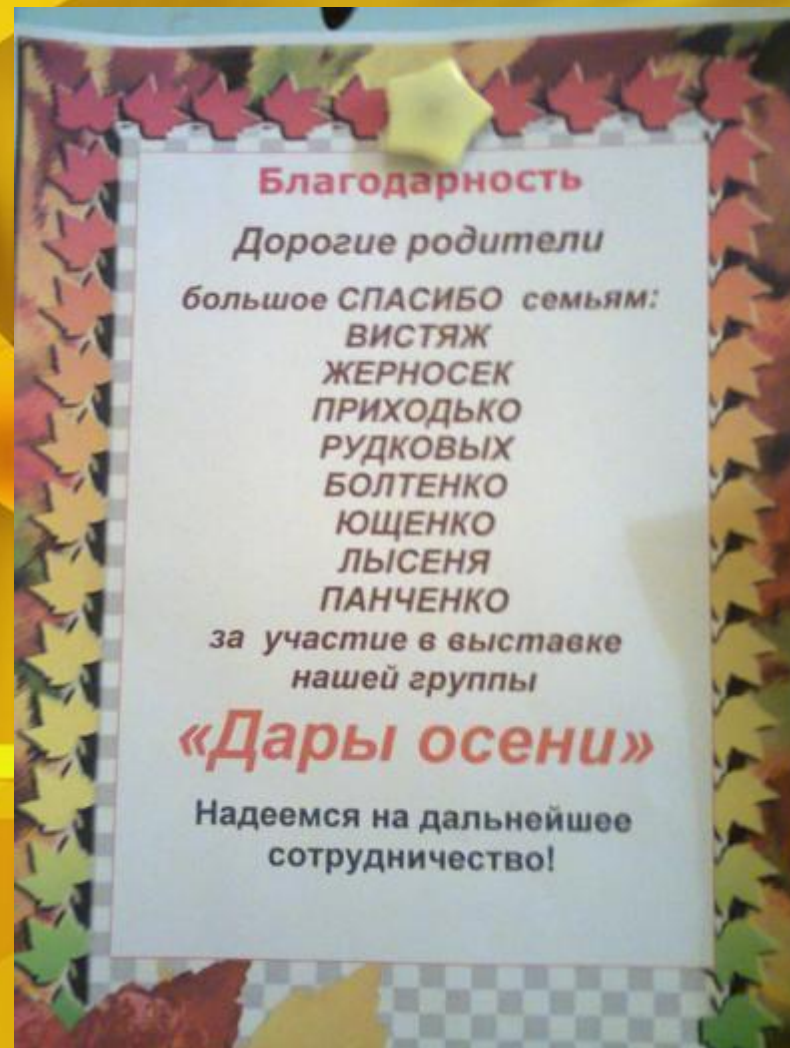 Благодарность
Дорогие родители
большое СПАСИБО семьям:
ВИСТЯЖ
ЖЕРНОСЕК
ПРИХОДЬКО
РУДКОВЫХ
БОЛТЕНКО
ЮЩЕНКО
ЛЫСЕНЯ
ПАНЧЕНКО
за участие в выставке
нашей группы
«Дары осени»
Надеемся на дальнейшее
сотрудничество!